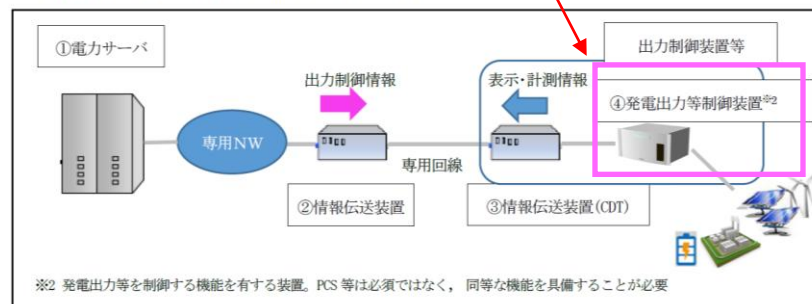 ①電力サーバ
出力制御装置等
出力制御情報
表示・計測情報
④発電出力等制御装置※2
専用NW
専用回線
②情報伝送装置
③情報伝送装置(CDT)
※2 発電出力等を制御する機能を有する装置。PCS 等は必須ではなく，同等な機能を具備することが必要